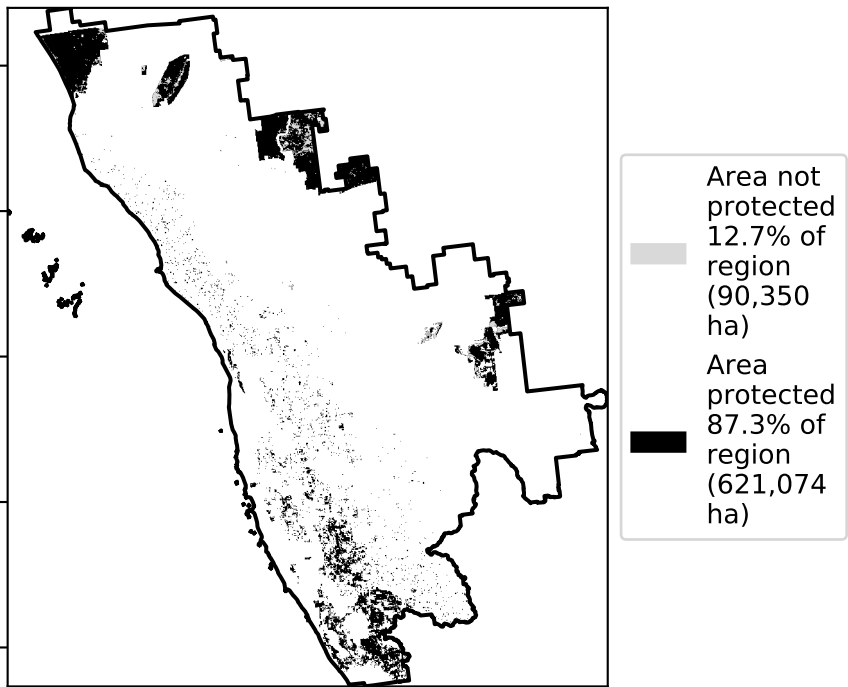 Area not
protected
12.7% of
region
(90,350
ha)
Area
protected
87.3% of
region
(621,074
ha)